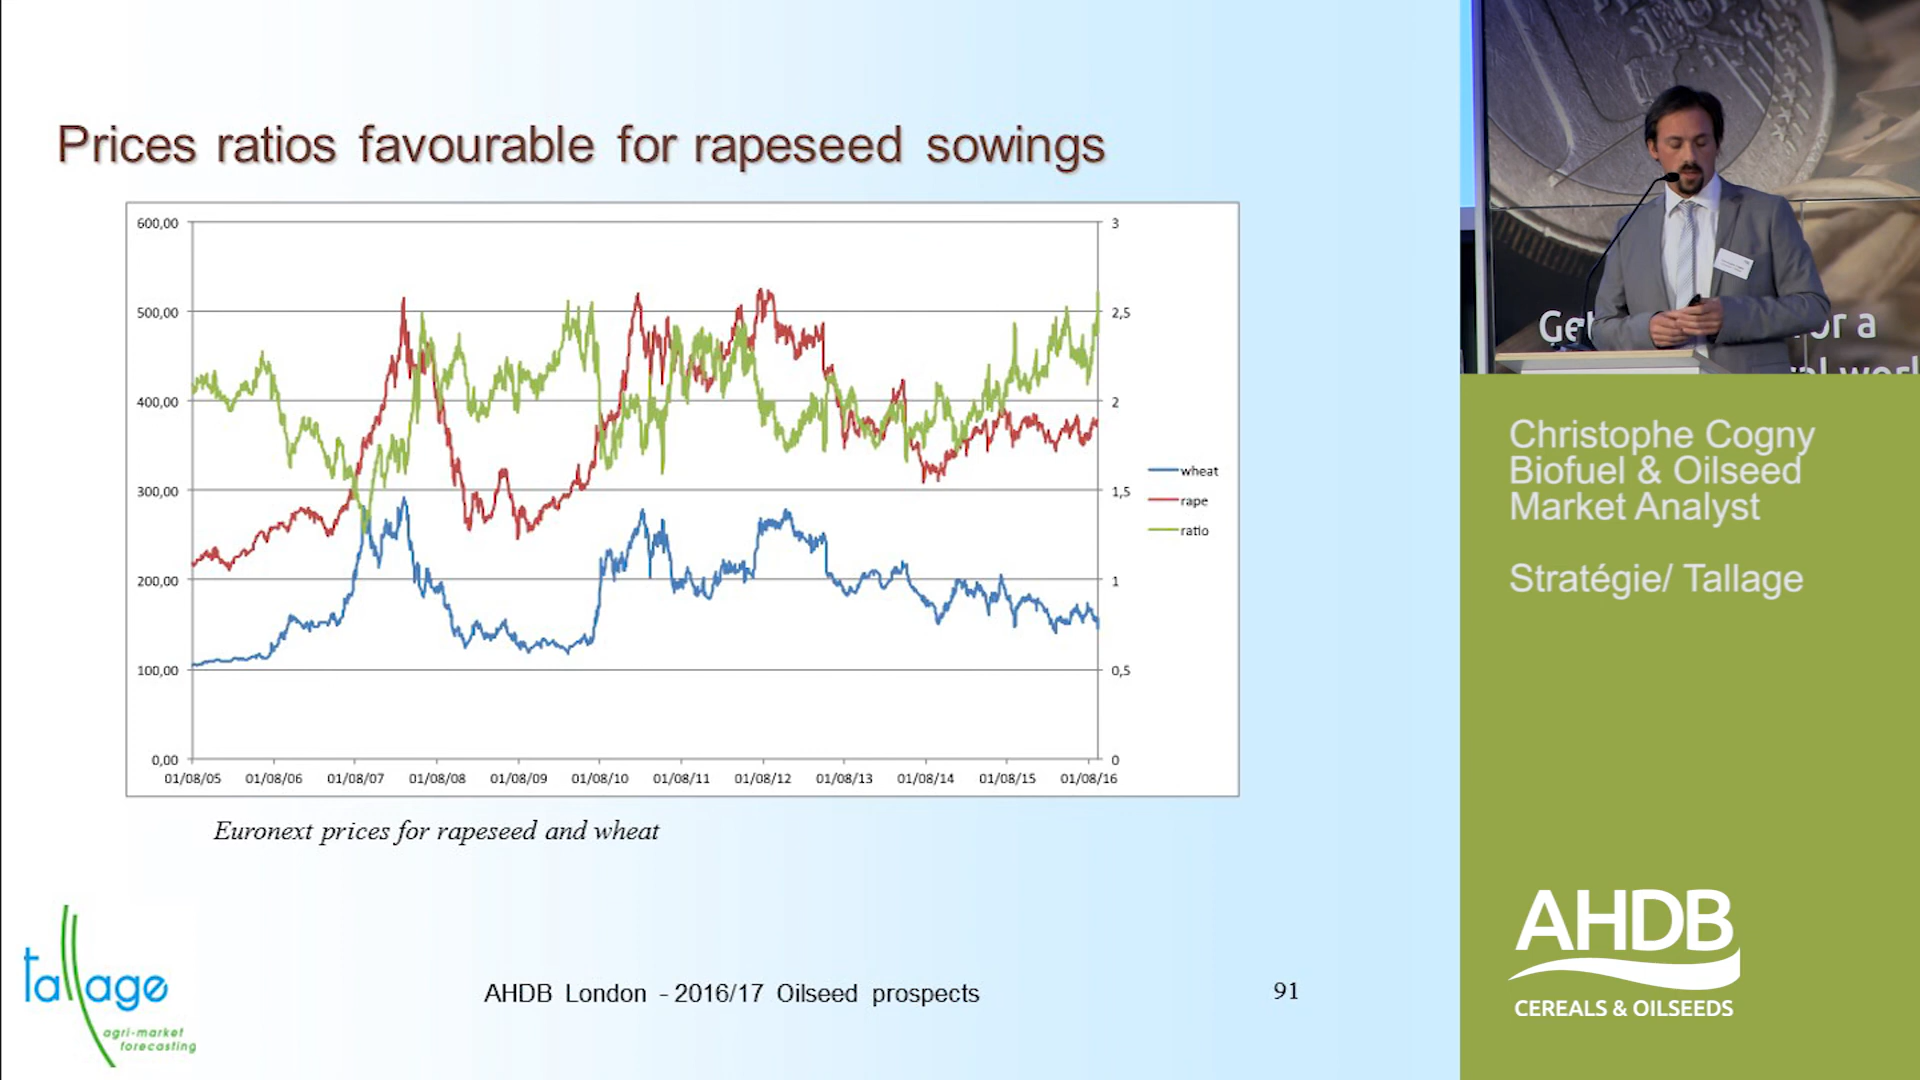 Prices ratios favourable for rapeseed sowings
600,00
500,00
400,00
300,00
200,00
100,00
0,00
3
2,5
2
1,5
1
0,5
0
01/08/05 01/08/06 01/08/07 01/08/08 01/08/09 01/08/10 01/08/11 01/08/12 01/08/13 01/08/14 01/08/15 01/08/16
wheat
rape
ratio
Euronext prices for rapeseed and wheat
tallage
agri-market
forecasting
AHDB London - 2016/17 Oilseed prospects
91
or a
Christophe Cogny
Biofuel & Oilseed
Market Analyst
Stratégie/ Tallage
AHDB
CEREALS & OILSEEDS